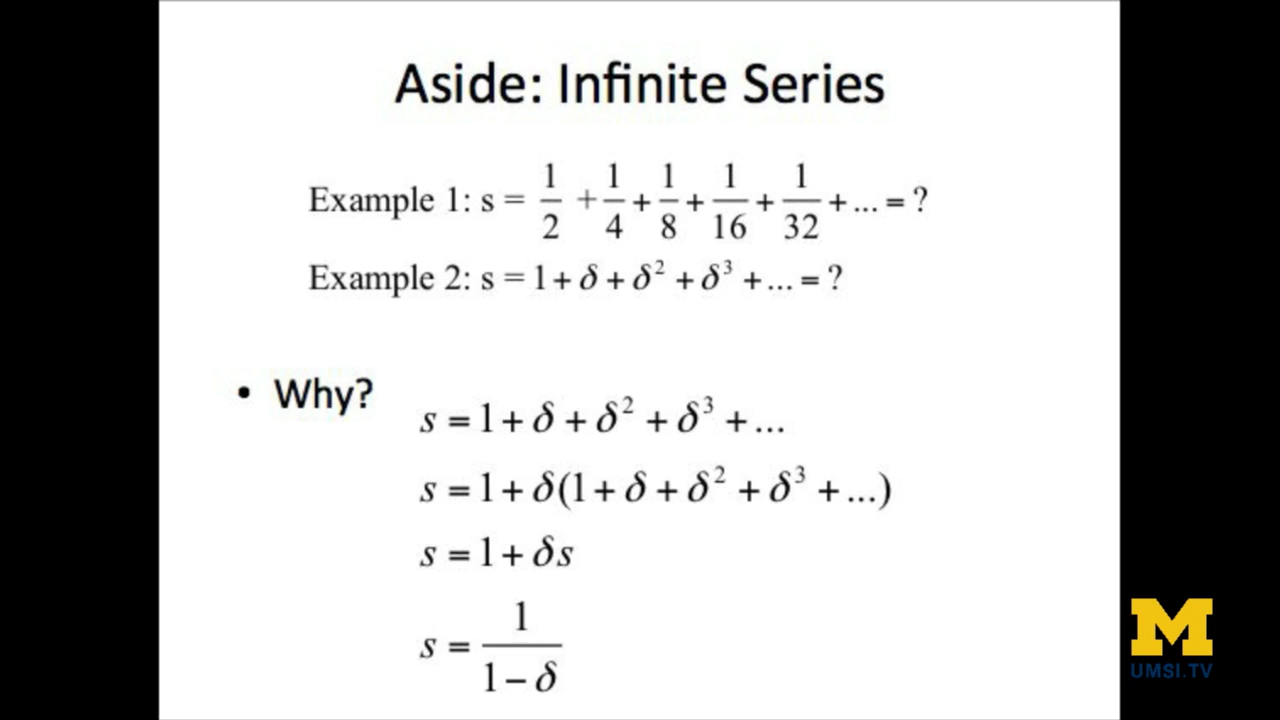 Aside: Infinite Series
Example 1: s = 1/2 + 1/4 + 1/8 + 1/16 + 1/32 + ... = ?
Example 2: s = 1 + δ + δ² + δ³ + ... = ?
• Why?
s = 1 + δ + δ² + δ³ + ...
s = 1 + δ(1 + δ + δ² + δ³ + ...)
s = 1 + δs
s = 1/(1 − δ)
M
UMSI.TV